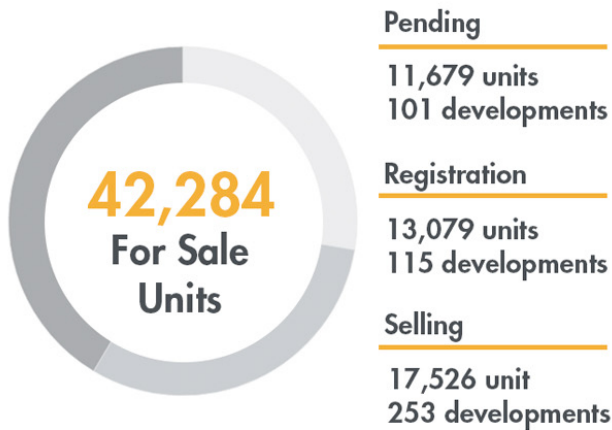 42,284
For Sale
Units
Pending
11,679 units
101 developments
Registration
13,079 units
115 developments
Selling
17,526 unit
253 developments